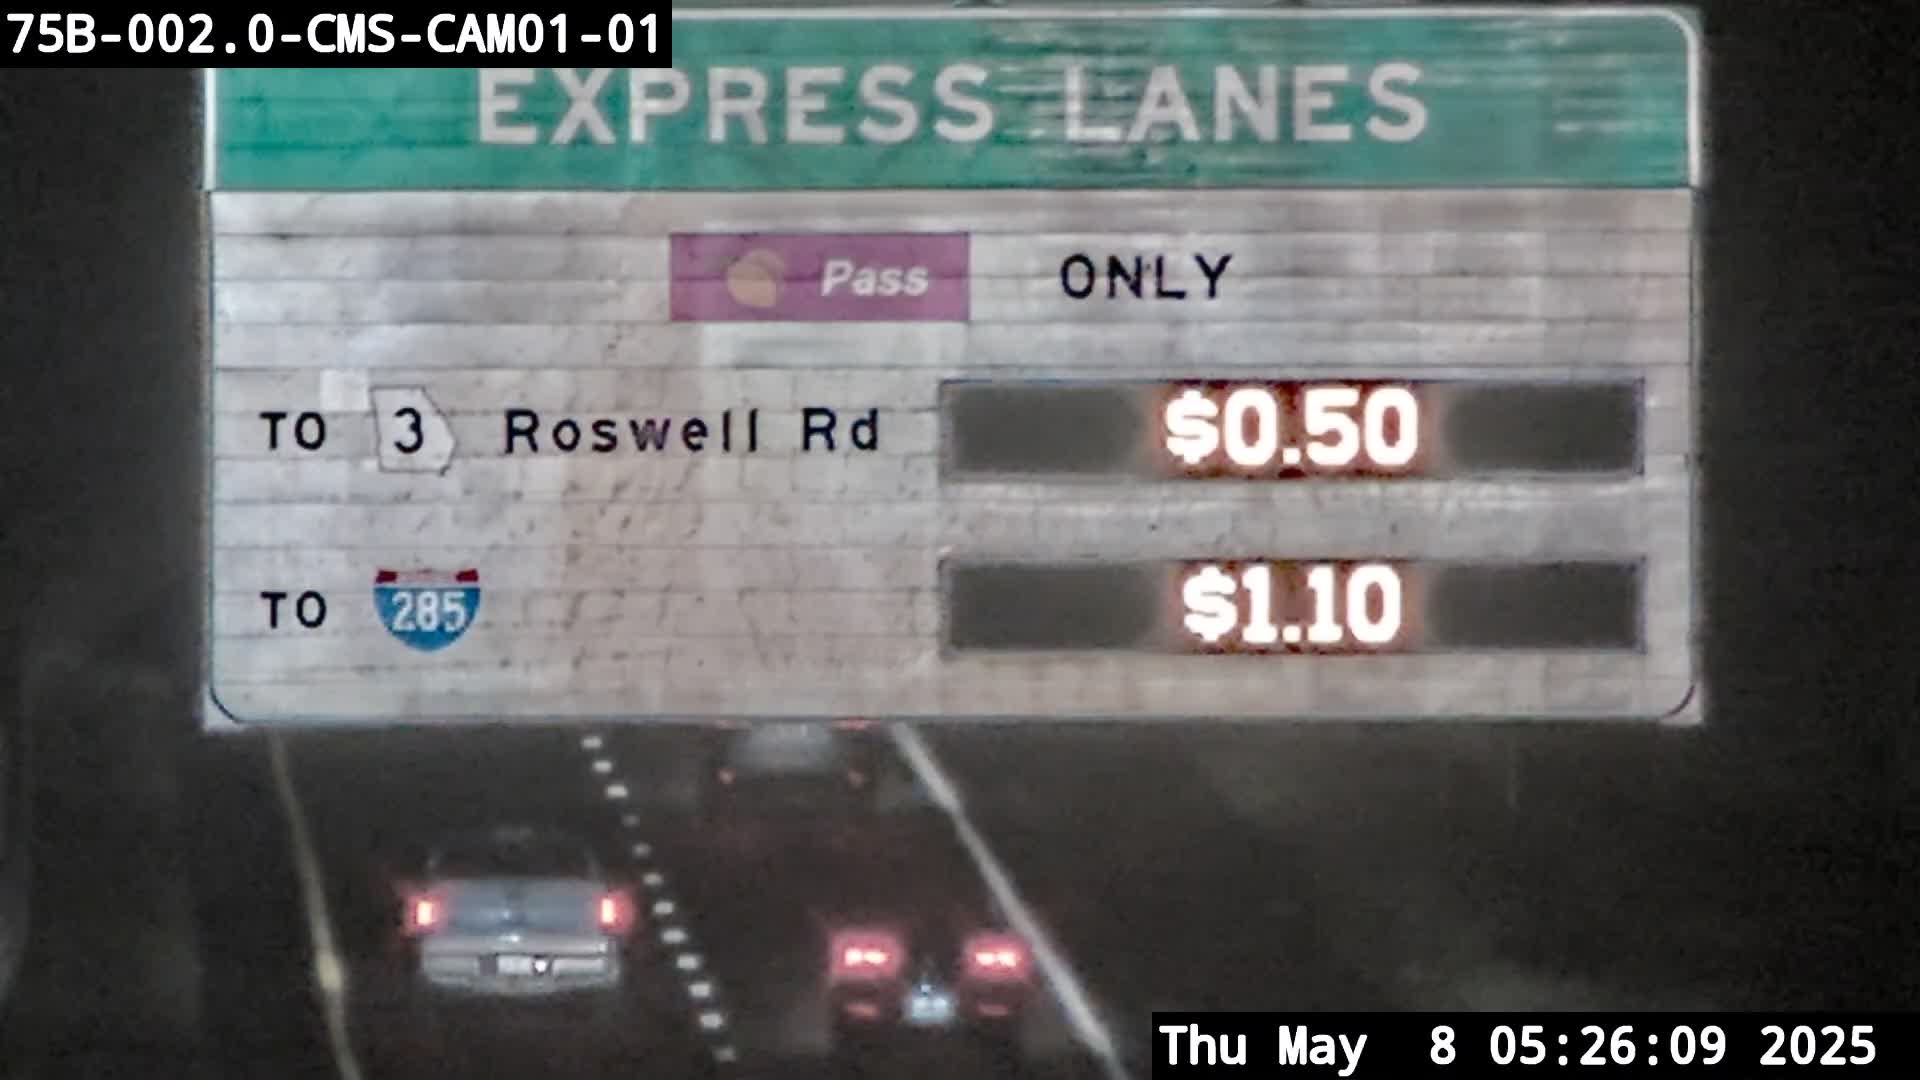 75B-002.0-CMS-CAM01-01
EXPRESS LANES
Pass ONLY
TO 3 Roswell Rd $0.50
TO 285 $1.10
Thu May 8 05:26:09 2025